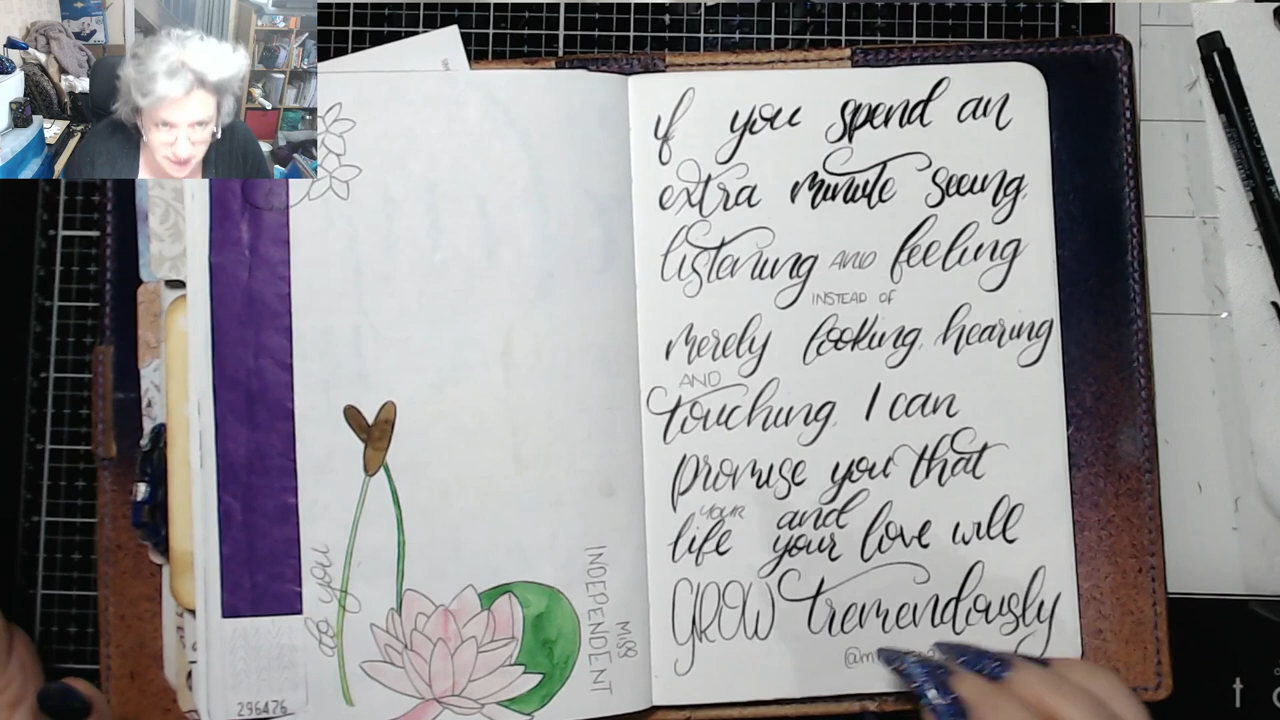 do you
INDEPENDENT
Miss
296476
if you spend an
extra minute seeing,
listening AND feeling
INSTEAD OF
merely looking, hearing
AND
touching, I can
promise you that
YOUR and
life your love will
GROW tremendously